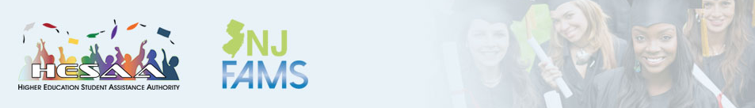 HESAA
HIGHER EDUCATION STUDENT ASSISTANCE AUTHORITY
NJ
FAMS